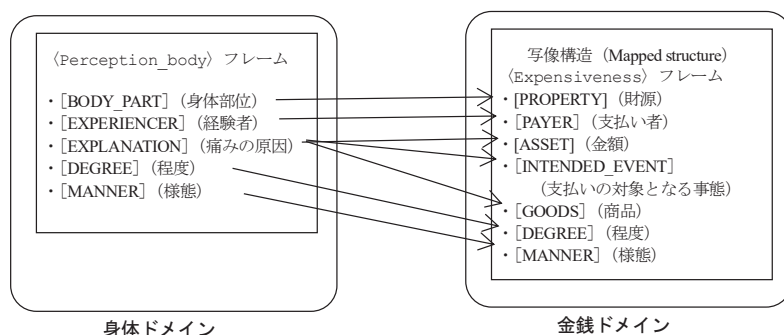 〈Perception_body〉フレーム
・［BODY_PART］（身体部位）
・［EXPERIENCER］（経験者）
・［EXPLANATION］（痛みの原因）
・［DEGREE］（程度）
・［MANNER］（様態）
身体ドメイン
写像構造（Mapped structure）
〈Expensiveness〉フレーム
・[PROPERTY]（財源）
・［PAYER］（支払い者）
・[ASSET]（金額）
・［INTENDED_EVENT］
（支払いの対象となる事態）
・［GOODS］（商品）
・［DEGREE］（程度）
・［MANNER］（様態）
金銭ドメイン